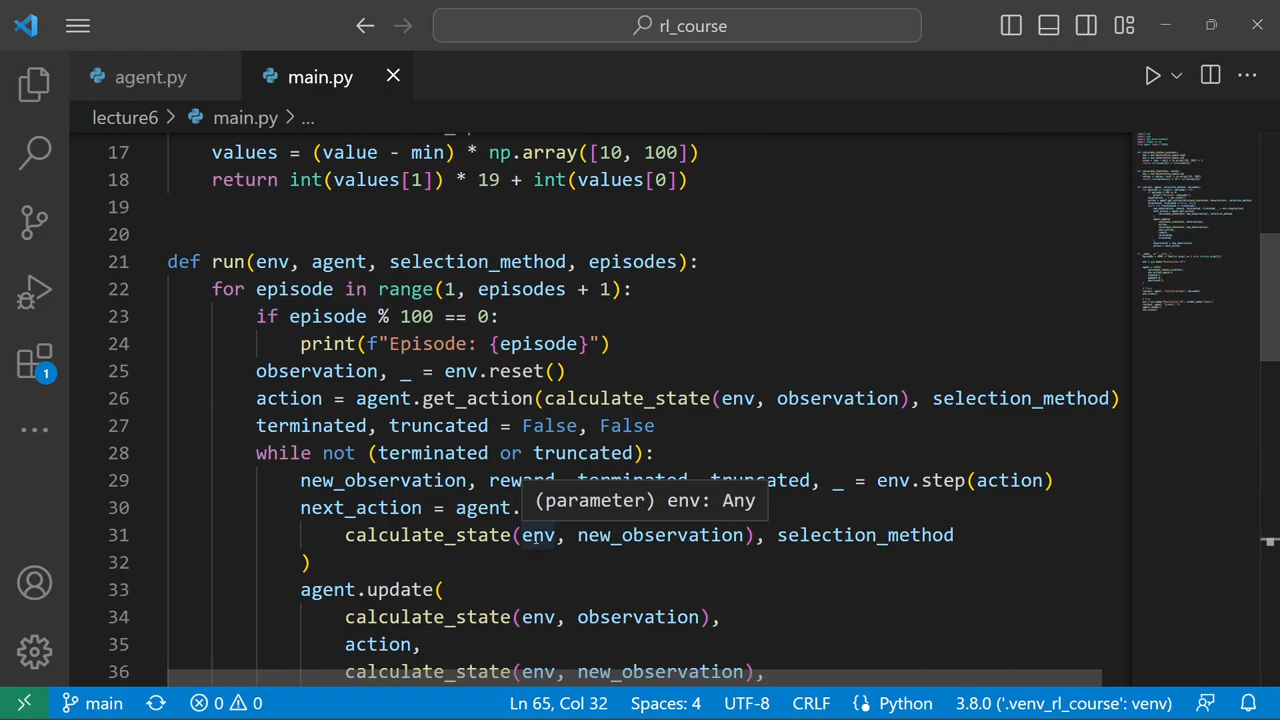 rl_course
agent.py main.py
lecture6 > main.py > ...
17 values = (value - min) * np.array([10, 100])
18 return int(values[1]) * 19 + int(values[0])
19
20
21 def run(env, agent, selection_method, episodes):
22 for episode in range(1, episodes + 1):
23 if episode % 100 == 0:
24 print(f"Episode: {episode}")
25 observation, _ = env.reset()
26 action = agent.get_action(calculate_state(env, observation), selection_method)
27 terminated, truncated = False, False
28 while not (terminated or truncated):
29 new_observation, reward, terminated, truncated, _ = env.step(action)
(parameter) env: Any
30 next_action = agent.
31 calculate_state(env, new_observation), selection_method
32 )
33 agent.update(
34 calculate_state(env, observation),
35 action,
36 calculate_state(env, new_observation),
1
main 0 0 Ln 65, Col 32 Spaces: 4 UTF-8 CRLF Python 3.8.0 ('.venv_rl_course': venv)